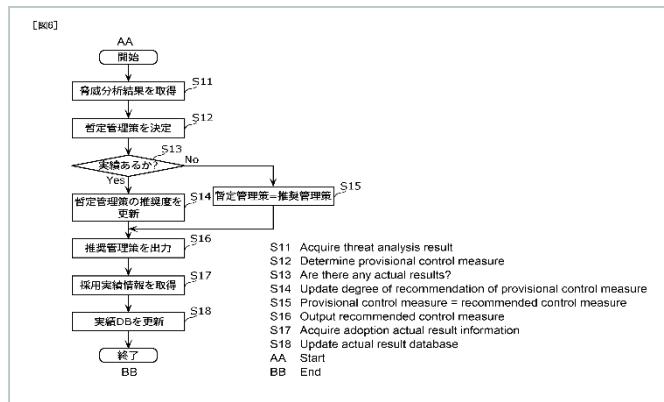 [図6]
AA
開始
S11
脅威分析結果を取得
S12
暫定管理策を決定
S13
実績あるか?
No
Yes
S14
暫定管理策の推奨度を
更新
S15
暫定管理策=推奨管理策
S16
推奨管理策を出力
S17
採用実績情報を取得
S18
実績DBを更新
終了
BB
S11 Acquire threat analysis result
S12 Determine provisional control measure
S13 Are there any actual results?
S14 Update degree of recommendation of provisional control measure
S15 Provisional control measure = recommended control measure
S16 Output recommended control measure
S17 Acquire adoption actual result information
S18 Update actual result database
AA Start
BB End